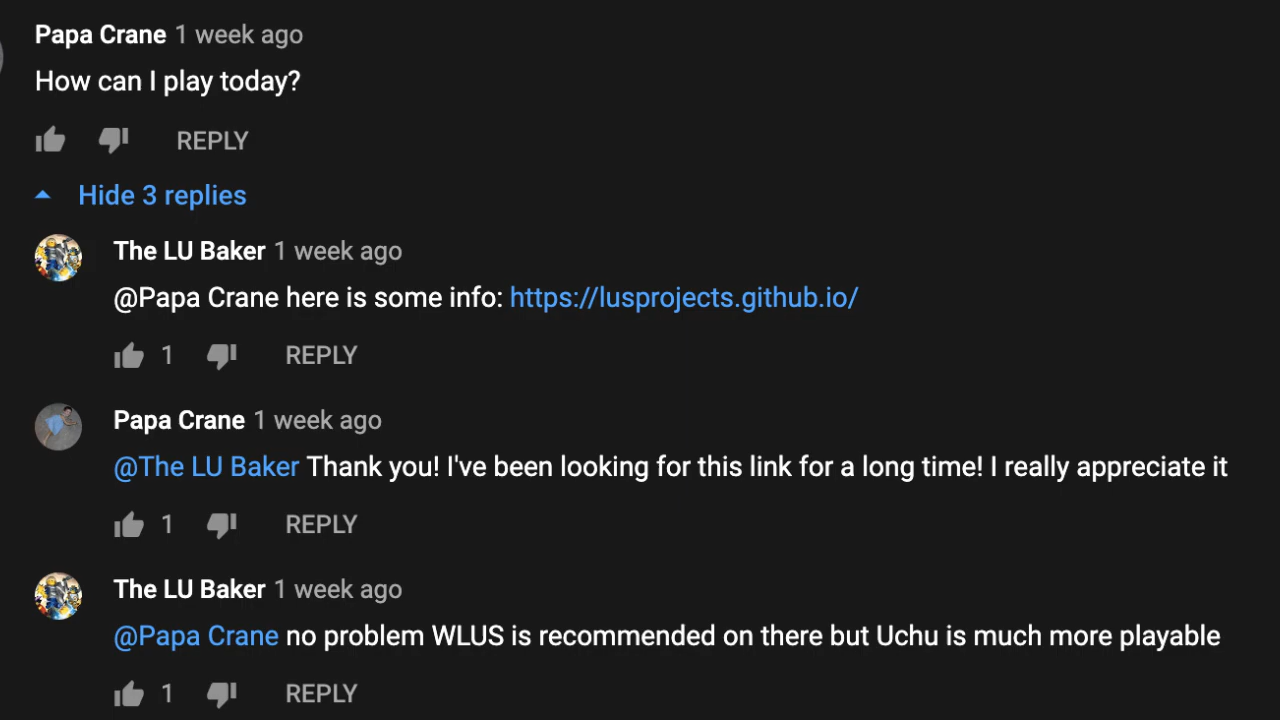 Papa Crane 1 week ago
How can I play today?
REPLY
Hide 3 replies
The LU Baker 1 week ago
@Papa Crane here is some info: https://lusprojects.github.io/
1 REPLY
Papa Crane 1 week ago
@The LU Baker Thank you! I've been looking for this link for a long time! I really appreciate it
1 REPLY
The LU Baker 1 week ago
@Papa Crane no problem WLUS is recommended on there but Uchu is much more playable
1 REPLY